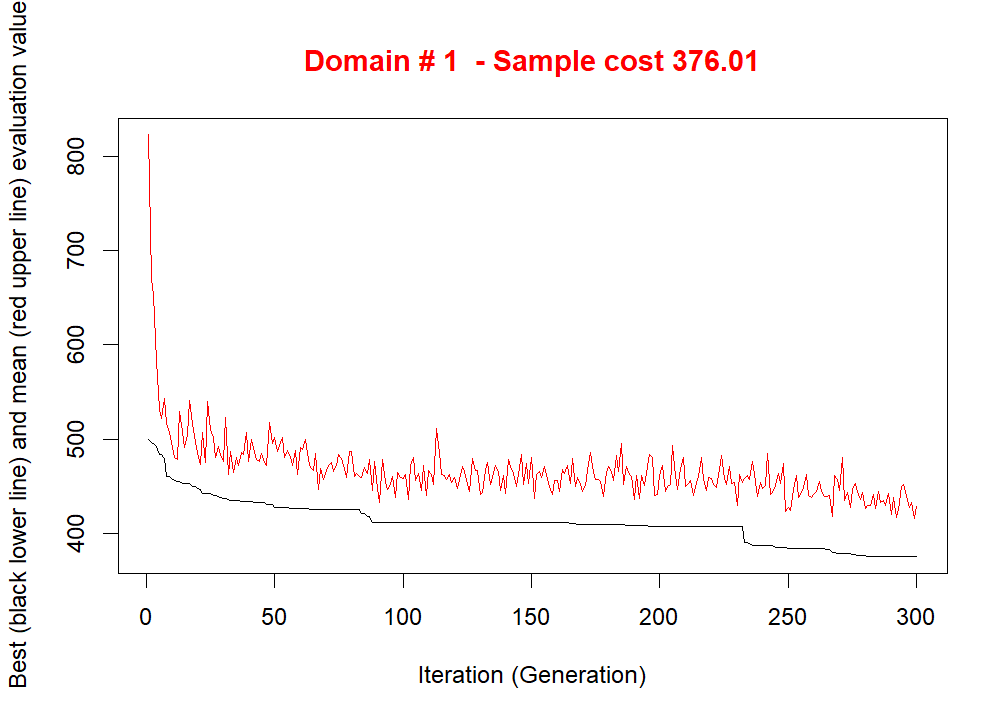 Domain # 1  - Sample cost 376.01
Best (black lower line) and mean (red upper line) evaluation value
800
700
600
500
400
0 50 100 150 200 250 300
Iteration (Generation)